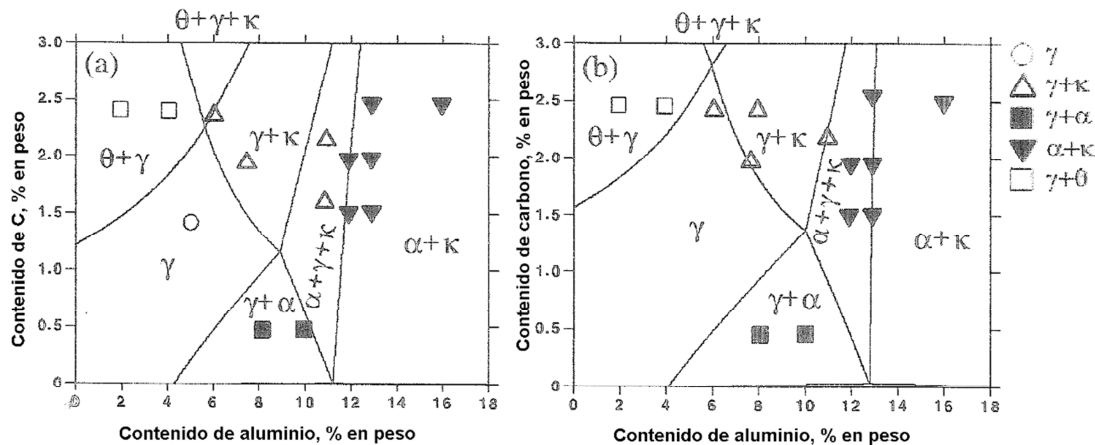 θ+γ+κ
3.0
(a)
2.5
γ+κ
2.0
θ+γ
1.5
α+γ+κ
α+κ
1.0
γ
γ+α
0.5
0
0 2 4 6 8 10 12 14 16 18
Contenido de C, % en peso
Contenido de aluminio, % en peso
θ+γ+κ
3.0
(b)
2.5
θ+γ
γ+κ
2.0
1.5
α+γ+κ
α+κ
γ
1.0
γ+α
0.5
0
0 2 4 6 8 10 12 14 16 18
Contenido de carbono, % en peso
Contenido de aluminio, % en peso
γ
γ+κ
γ+α
α+κ
γ+θ